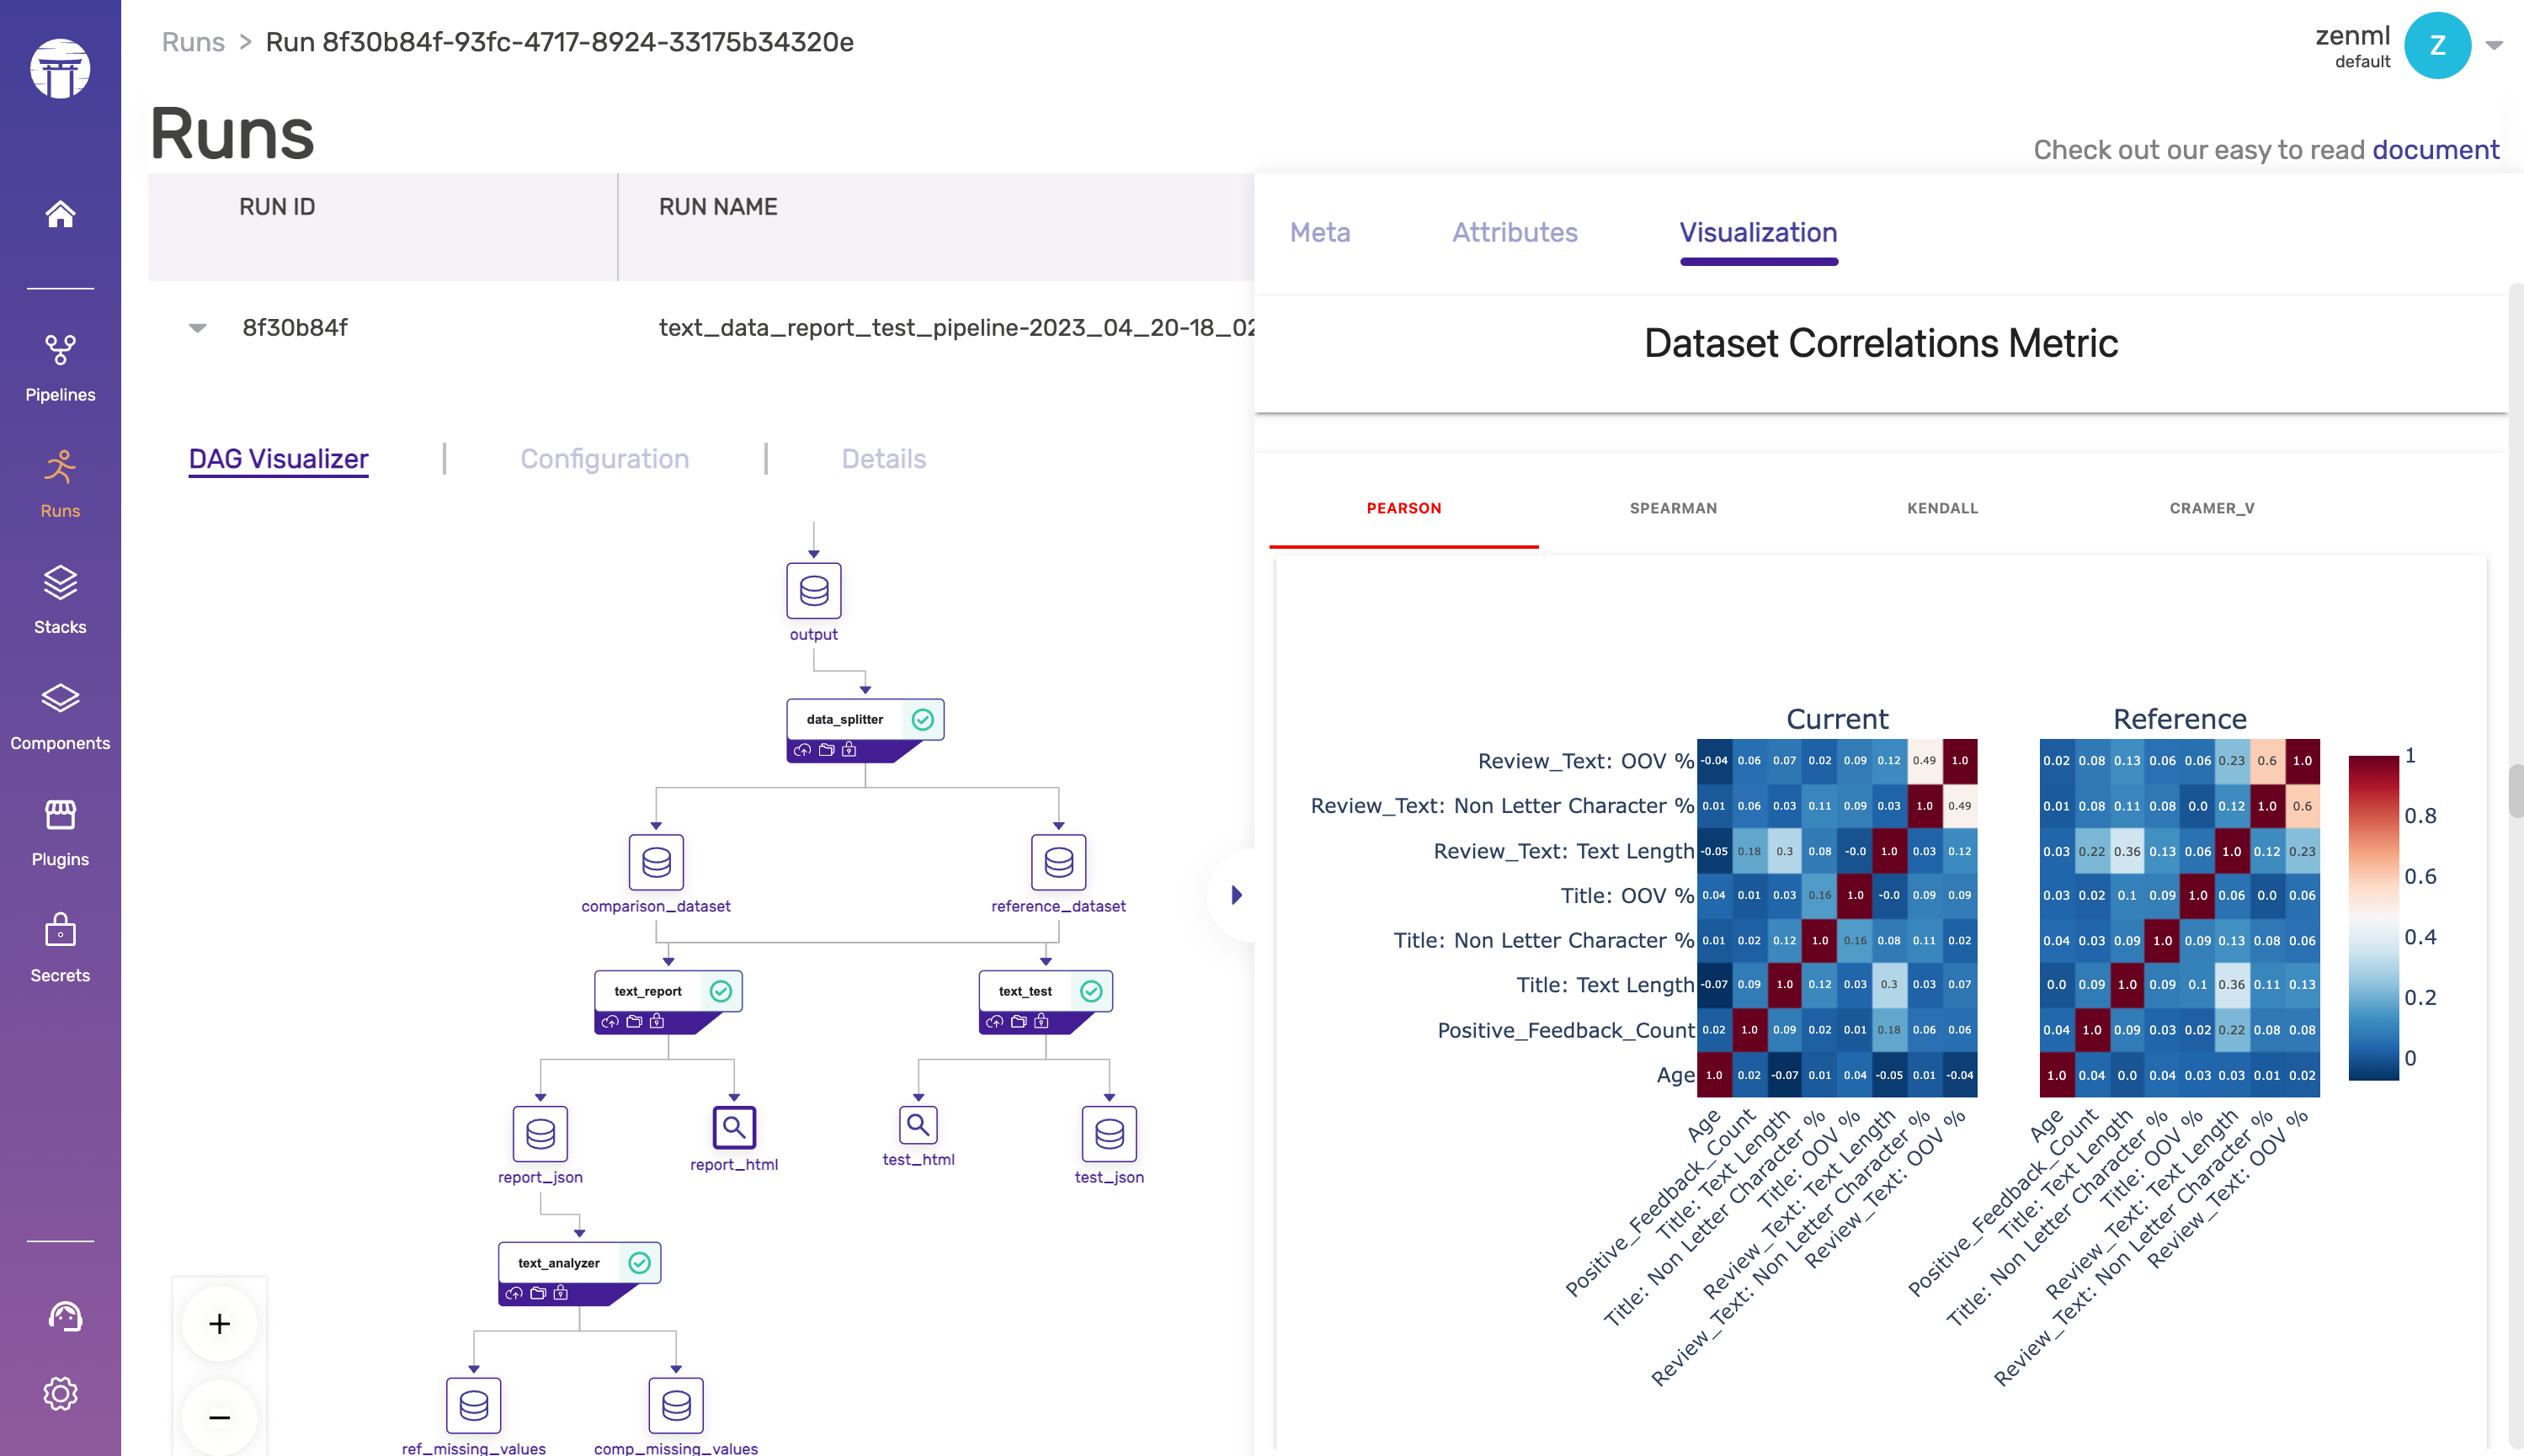 Runs > Run 8f30b84f-93fc-4717-8924-33175b34320e
zenml
default
Z
Runs
Check out our easy to read document
Pipelines
Runs
Stacks
Components
Plugins
Secrets
RUN ID
RUN NAME
8f30b84f
text_data_report_test_pipeline-2023_04_20-18_02
DAG Visualizer
Configuration
Details
output
data_splitter
comparison_dataset
reference_dataset
text_report
text_test
report_json
report_html
test_html
test_json
text_analyzer
ref_missing_values
comp_missing_values
+
−
Meta
Attributes
Visualization
Dataset Correlations Metric
PEARSON
SPEARMAN
KENDALL
CRAMER_V
Current
Reference
Review_Text: OOV % -0.04 0.06 0.07 0.02 0.09 0.12 0.49 1.0 0.02 0.08 0.13 0.06 0.06 0.23 0.6 1.0
Review_Text: Non Letter Character % 0.01 0.06 0.03 0.11 0.09 0.03 1.0 0.49 0.01 0.08 0.11 0.08 0.0 0.12 1.0 0.6
Review_Text: Text Length -0.05 0.18 0.3 0.08 -0.0 1.0 0.03 0.12 0.03 0.22 0.36 0.13 0.06 1.0 0.12 0.23
Title: OOV % 0.04 0.01 0.03 0.16 1.0 -0.0 0.09 0.09 0.03 0.02 0.1 0.09 1.0 0.06 0.0 0.06
Title: Non Letter Character % 0.01 0.02 0.12 1.0 0.16 0.08 0.11 0.02 0.04 0.03 0.09 1.0 0.09 0.13 0.08 0.06
Title: Text Length -0.07 0.09 1.0 0.12 0.03 0.3 0.03 0.07 0.0 0.09 1.0 0.09 0.1 0.36 0.11 0.13
Positive_Feedback_Count 0.02 1.0 0.09 0.02 0.01 0.18 0.06 0.06 0.04 1.0 0.09 0.03 0.02 0.22 0.08 0.08
Age 1.0 0.02 -0.07 0.01 0.04 -0.05 0.01 -0.04 1.0 0.04 0.0 0.04 0.03 0.03 0.01 0.02
Age
Positive_Feedback_Count
Title: Text Length
Title: Non Letter Character %
Title: OOV %
Review_Text: Text Length
Review_Text: Non Letter Character %
Review_Text: OOV %
Age
Positive_Feedback_Count
Title: Text Length
Title: Non Letter Character %
Title: OOV %
Review_Text: Text Length
Review_Text: Non Letter Character %
Review_Text: OOV %
1
0.8
0.6
0.4
0.2
0